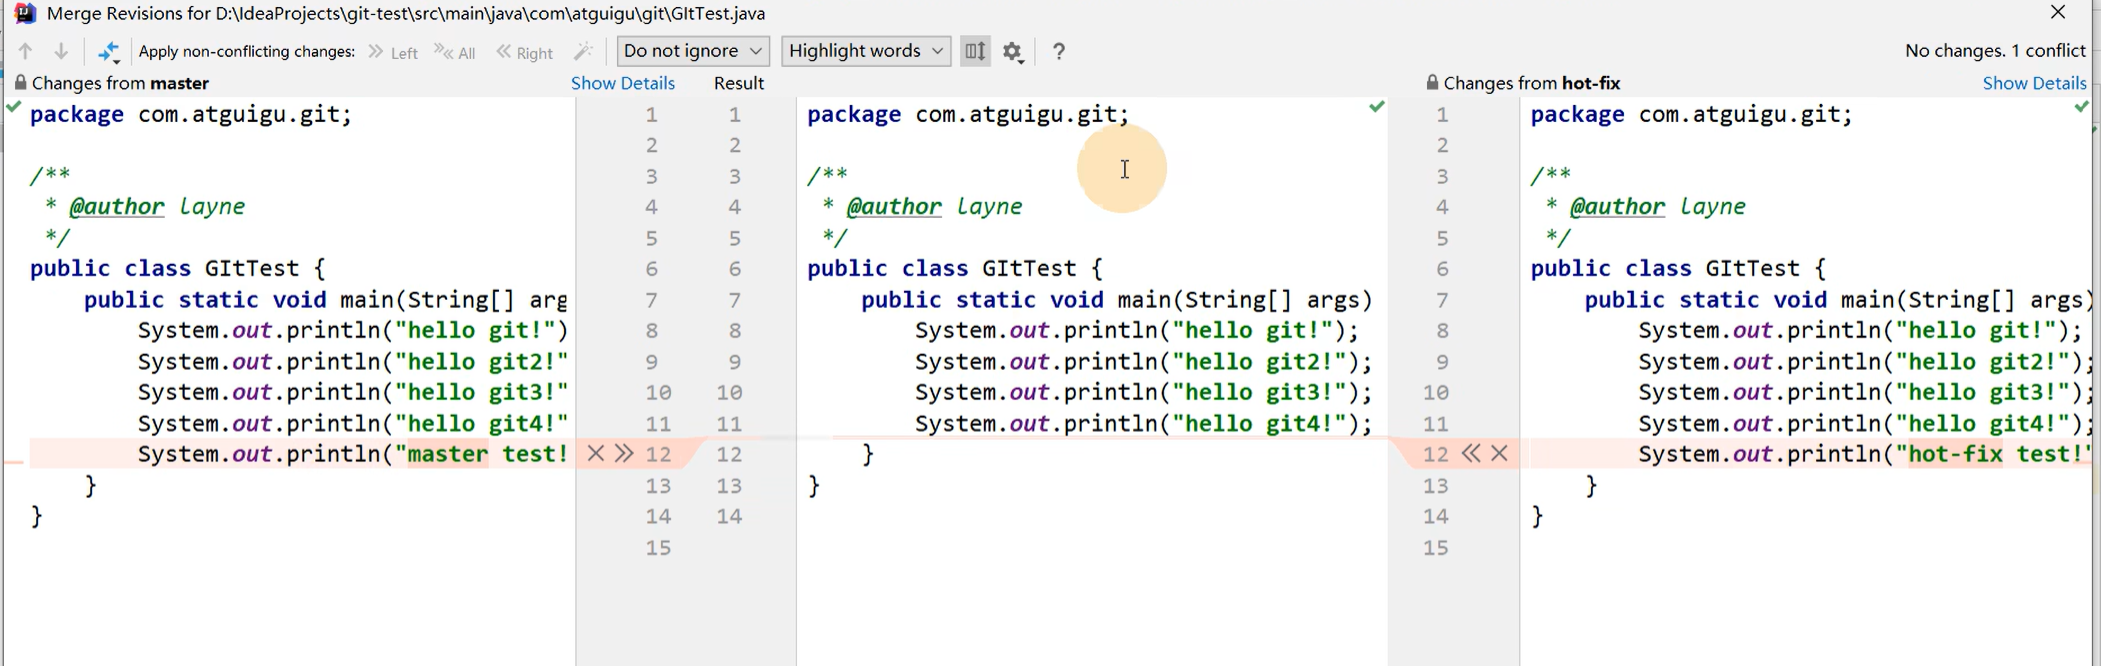 Merge Revisions for D:\IdeaProjects\git-test\src\main\java\com\atguigu\git\GItTest.java
Apply non-conflicting changes: Left All Right Do not ignore Highlight words ? No changes. 1 conflict
Changes from master Show Details
package com.atguigu.git;
/**
 * @author layne
 */
public class GItTest {
    public static void main(String[] arg
        System.out.println("hello git!")
        System.out.println("hello git2!"
        System.out.println("hello git3!"
        System.out.println("hello git4!"
        System.out.println("master test!
    }
}
1
2
3
4
5
6
7
8
9
10
11
12
13
14
15
Result
1
2
3
4
5
6
7
8
9
10
11
12
13
14
package com.atguigu.git;
/**
 * @author layne
 */
public class GItTest {
    public static void main(String[] args)
        System.out.println("hello git!");
        System.out.println("hello git2!");
        System.out.println("hello git3!");
        System.out.println("hello git4!");
    }
}
Changes from hot-fix Show Details
1
2
3
4
5
6
7
8
9
10
11
12
13
14
15
package com.atguigu.git;
/**
 * @author layne
 */
public class GItTest {
    public static void main(String[] args)
        System.out.println("hello git!");
        System.out.println("hello git2!");
        System.out.println("hello git3!");
        System.out.println("hello git4!");
        System.out.println("hot-fix test!"
    }
}